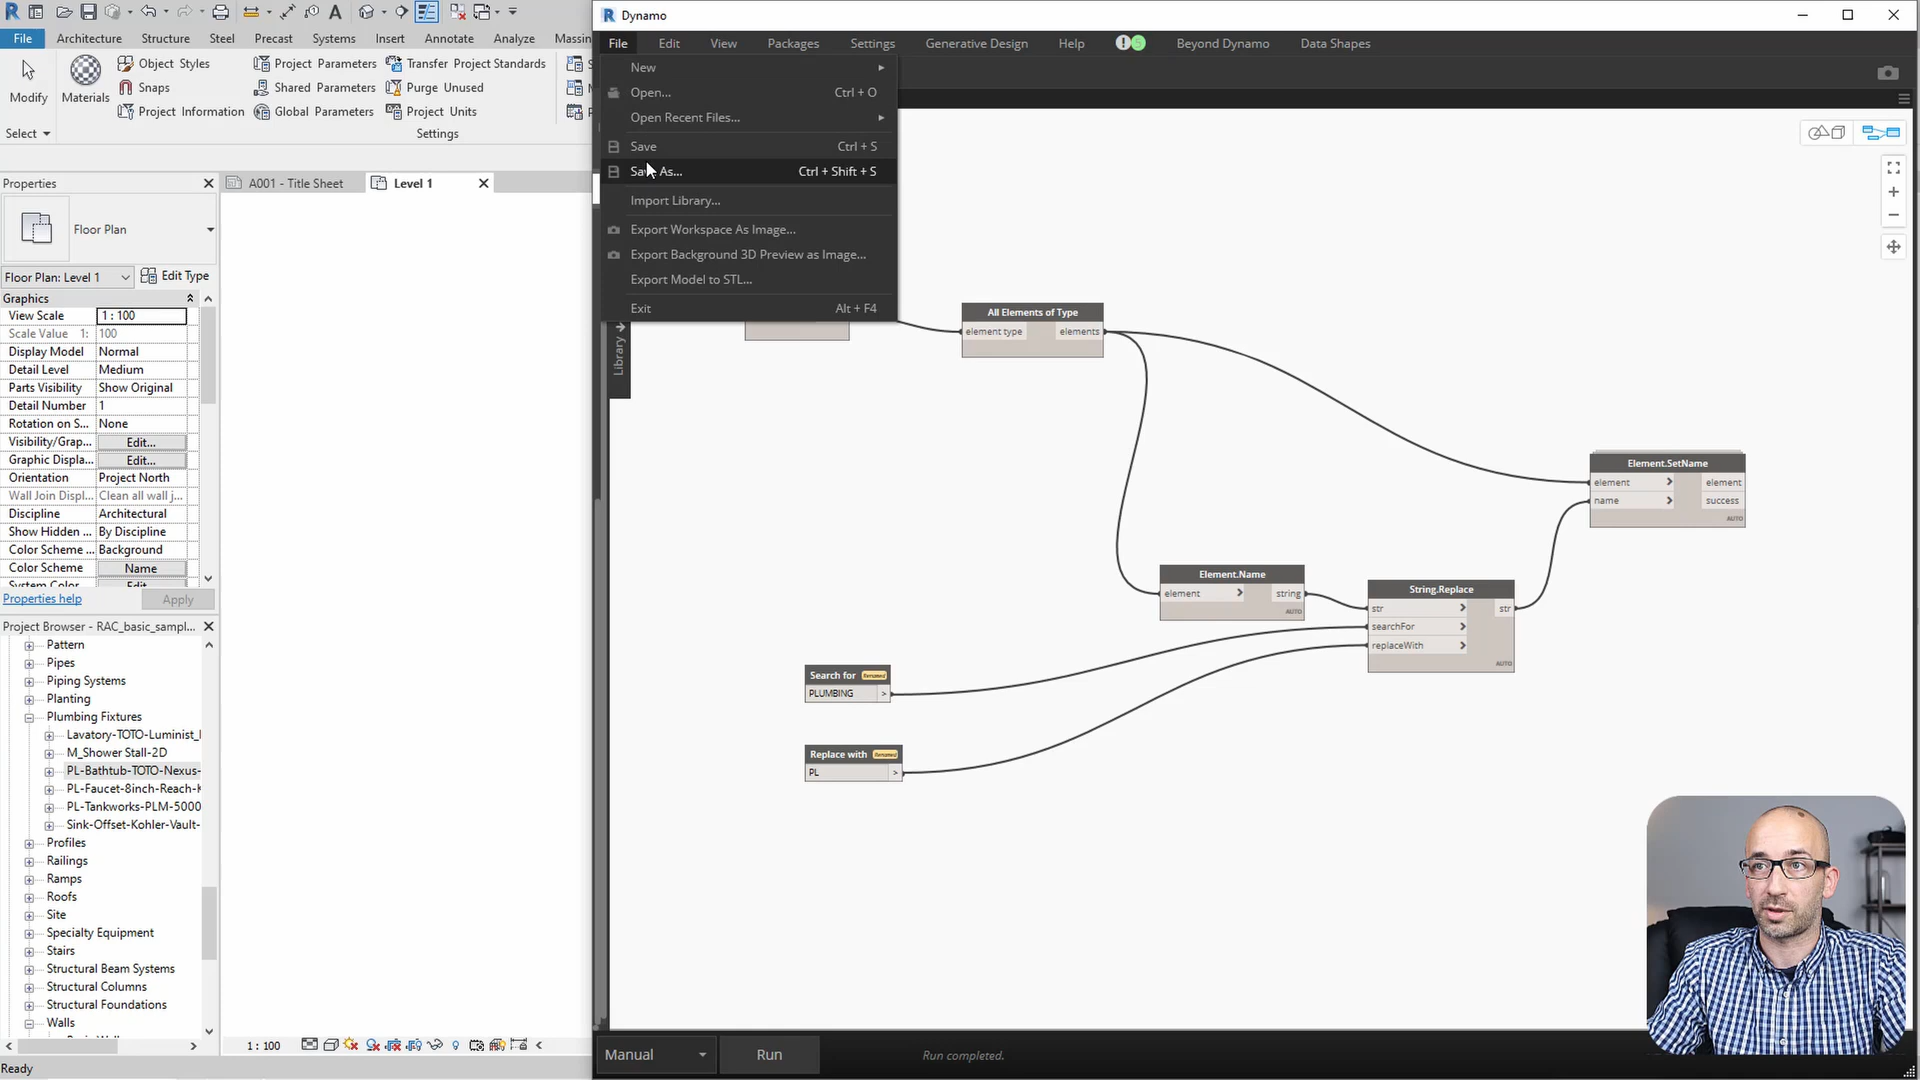 File
Architecture
Structure
Steel
Precast
Systems
Insert
Annotate
Analyze
Massin
Modify
Materials
Object Styles
Snaps
Project Information
Project Parameters
Shared Parameters
Global Parameters
Transfer Project Standards
Purge Unused
Project Units
Select
Settings
Properties
A001 - Title Sheet
Level 1
Floor Plan
Floor Plan: Level 1
Edit Type
Graphics
View Scale 1 : 100
Scale Value 1: 100
Display Model Normal
Detail Level Medium
Parts Visibility Show Original
Detail Number 1
Rotation on S... None
Visibility/Grap... Edit...
Graphic Displa... Edit...
Orientation Project North
Wall Join Displ... Clean all wall j...
Discipline Architectural
Show Hidden ... By Discipline
Color Scheme ... Background
Color Scheme Name
System Color Edit
Properties help
Apply
Project Browser - RAC_basic_sampl...
Pattern
Pipes
Piping Systems
Planting
Plumbing Fixtures
Lavatory-TOTO-Luminist_
M_Shower Stall-2D
PL-Bathtub-TOTO-Nexus-
PL-Faucet-8inch-Reach-K
PL-Tankworks-PLM-5000
Sink-Offset-Kohler-Vault-
Profiles
Railings
Ramps
Roofs
Site
Specialty Equipment
Stairs
Structural Beam Systems
Structural Columns
Structural Foundations
Walls
Ready
1 : 100
Dynamo
File
Edit
View
Packages
Settings
Generative Design
Help
Beyond Dynamo
Data Shapes
New
Open... Ctrl + O
Open Recent Files...
Save Ctrl + S
Save As... Ctrl + Shift + S
Import Library...
Export Workspace As Image...
Export Background 3D Preview as Image...
Export Model to STL...
Exit Alt + F4
Library
All Elements of Type
element type elements
Element.SetName
element element
name success
AUTO
Element.Name
element string
AUTO
String.Replace
str str
searchFor
replaceWith
AUTO
Search for Renamed
PLUMBING >
Replace with Renamed
PL >
Manual
Run
Run completed.